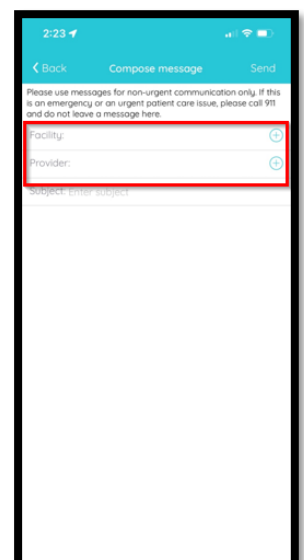 2:23
Back Compose message Send
Please use messages for non-urgent communication only. If this
is an emergency or an urgent patient care issue, please call 911
and do not leave a message here.
Facility:
Provider:
Subject: Enter subject